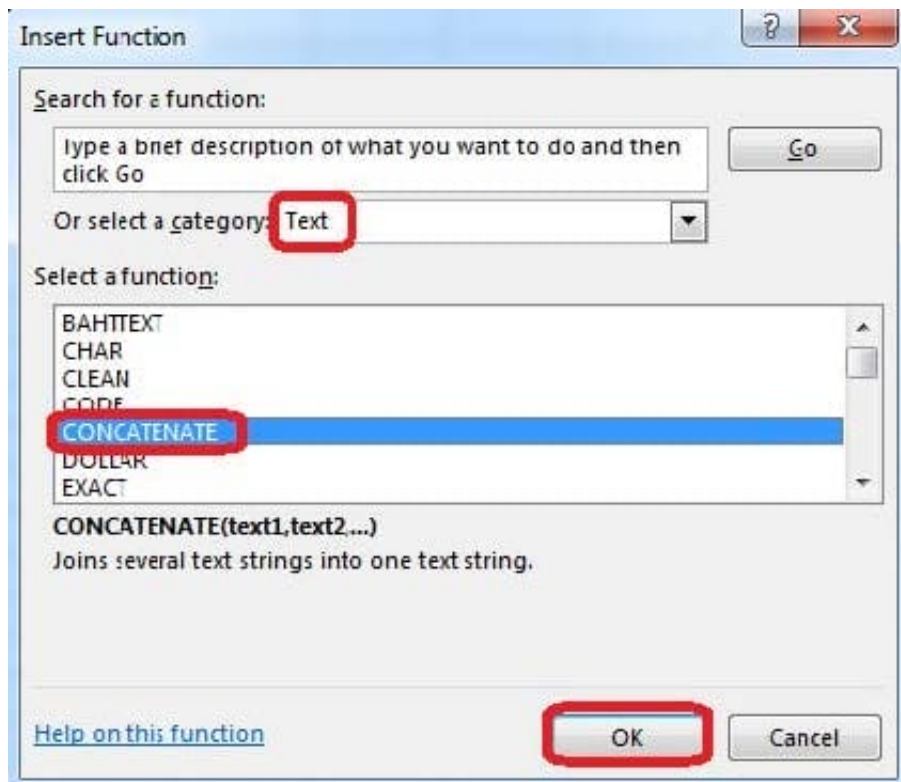 Insert Function
?
X
Search for a function:
Type a brief description of what you want to do and then
click Go
Go
Or select a category: Text
Select a function:
BAHTTEXT
CHAR
CLEAN
CODE
CONCATENATE
DOLLAR
EXACT
CONCATENATE(text1,text2,...)
Joins several text strings into one text string.
Help on this function
OK
Cancel